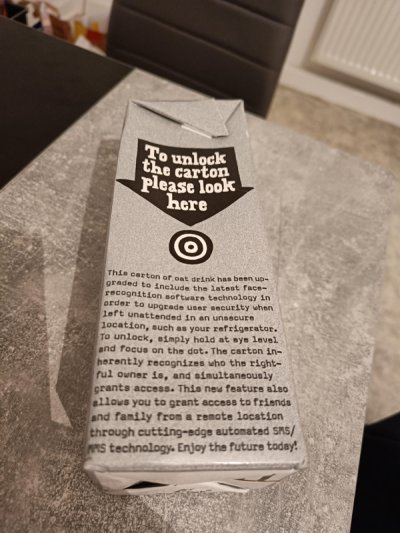 To unlock
the carton
please look
here
This carton of oat drink has been up-
graded to include the latest face-
recognition software technology in
order to upgrade user security when
left unattended in an unsecure
location, such as your refrigerator.
To unlock, simply hold at eye level
and focus on the dot. The carton in-
herently recognizes who the right-
ful owner is, and simultaneously
grants access. This new feature also
allows you to grant access to friends
and family from a remote location
through cutting-edge automated SMS/
MMS technology. Enjoy the future today!